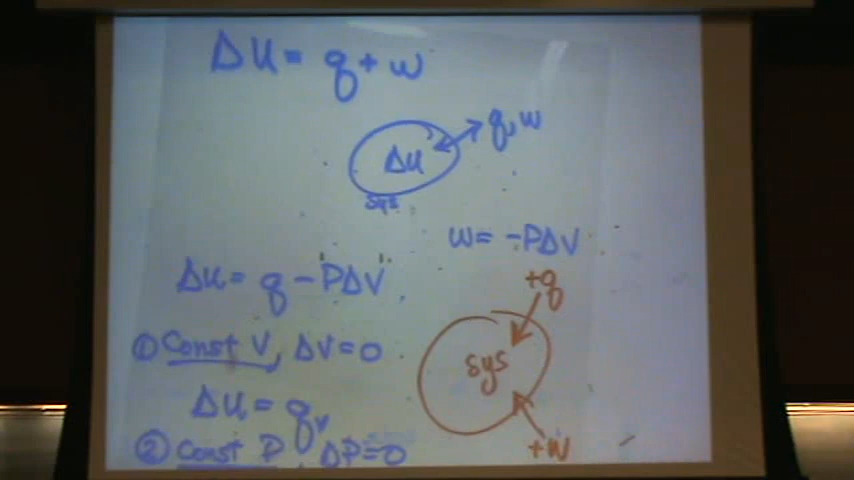 ΔU = q + w
q, w
ΔU
sys
w = -PΔV
ΔU = q - PΔV
+q
① Const V, ΔV = 0
sys
ΔU = qᵥ
② Const P, ΔP = 0
+w